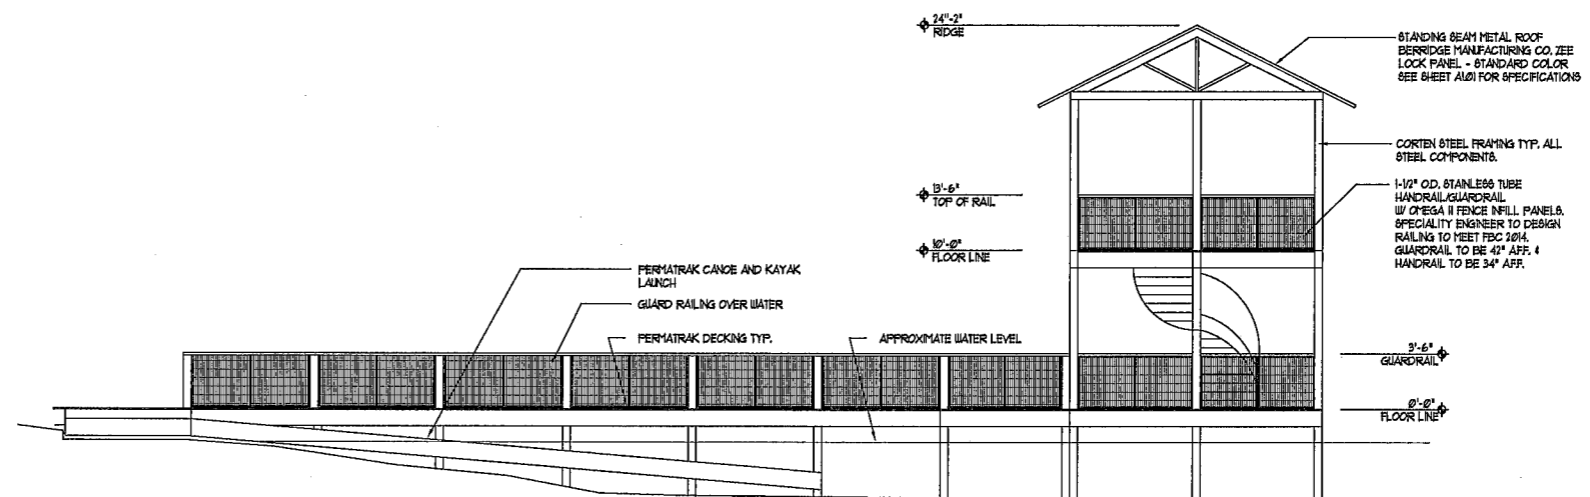 24'-2"
RIDGE
STANDING SEAM METAL ROOF
BERRIDGE MANUFACTURING CO. ZEE
LOCK PANEL - STANDARD COLOR
SEE SHEET A101 FOR SPECIFICATIONS
CORTEN STEEL FRAMING TYP. ALL
STEEL COMPONENTS.
13'-6"
TOP OF RAIL
1-1/2" O.D. STAINLESS TUBE
HANDRAIL/GUARDRAIL
W/ OMEGA II FENCE INFILL PANELS.
SPECIALITY ENGINEER TO DESIGN
RAILING TO MEET FBC 2014.
GUARDRAIL TO BE 42" AFF. &
HANDRAIL TO BE 34" AFF.
10'-0"
FLOOR LINE
PERMATRAK CANOE AND KAYAK
LAUNCH
GUARD RAILING OVER WATER
PERMATRAK DECKING TYP.
APPROXIMATE WATER LEVEL
3'-6"
GUARDRAIL
0'-0"
FLOOR LINE